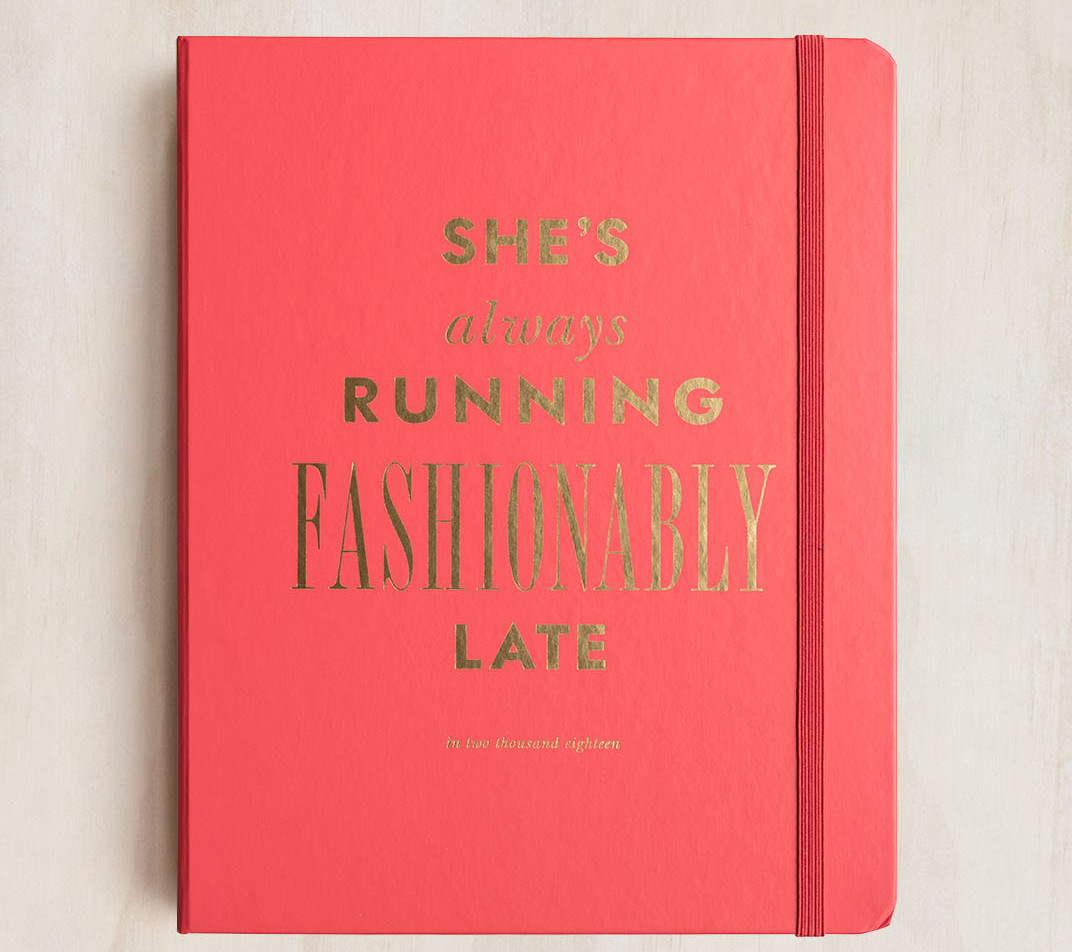 SHE'S
always
RUNNING
FASHIONABLY
LATE
in two thousand eighteen